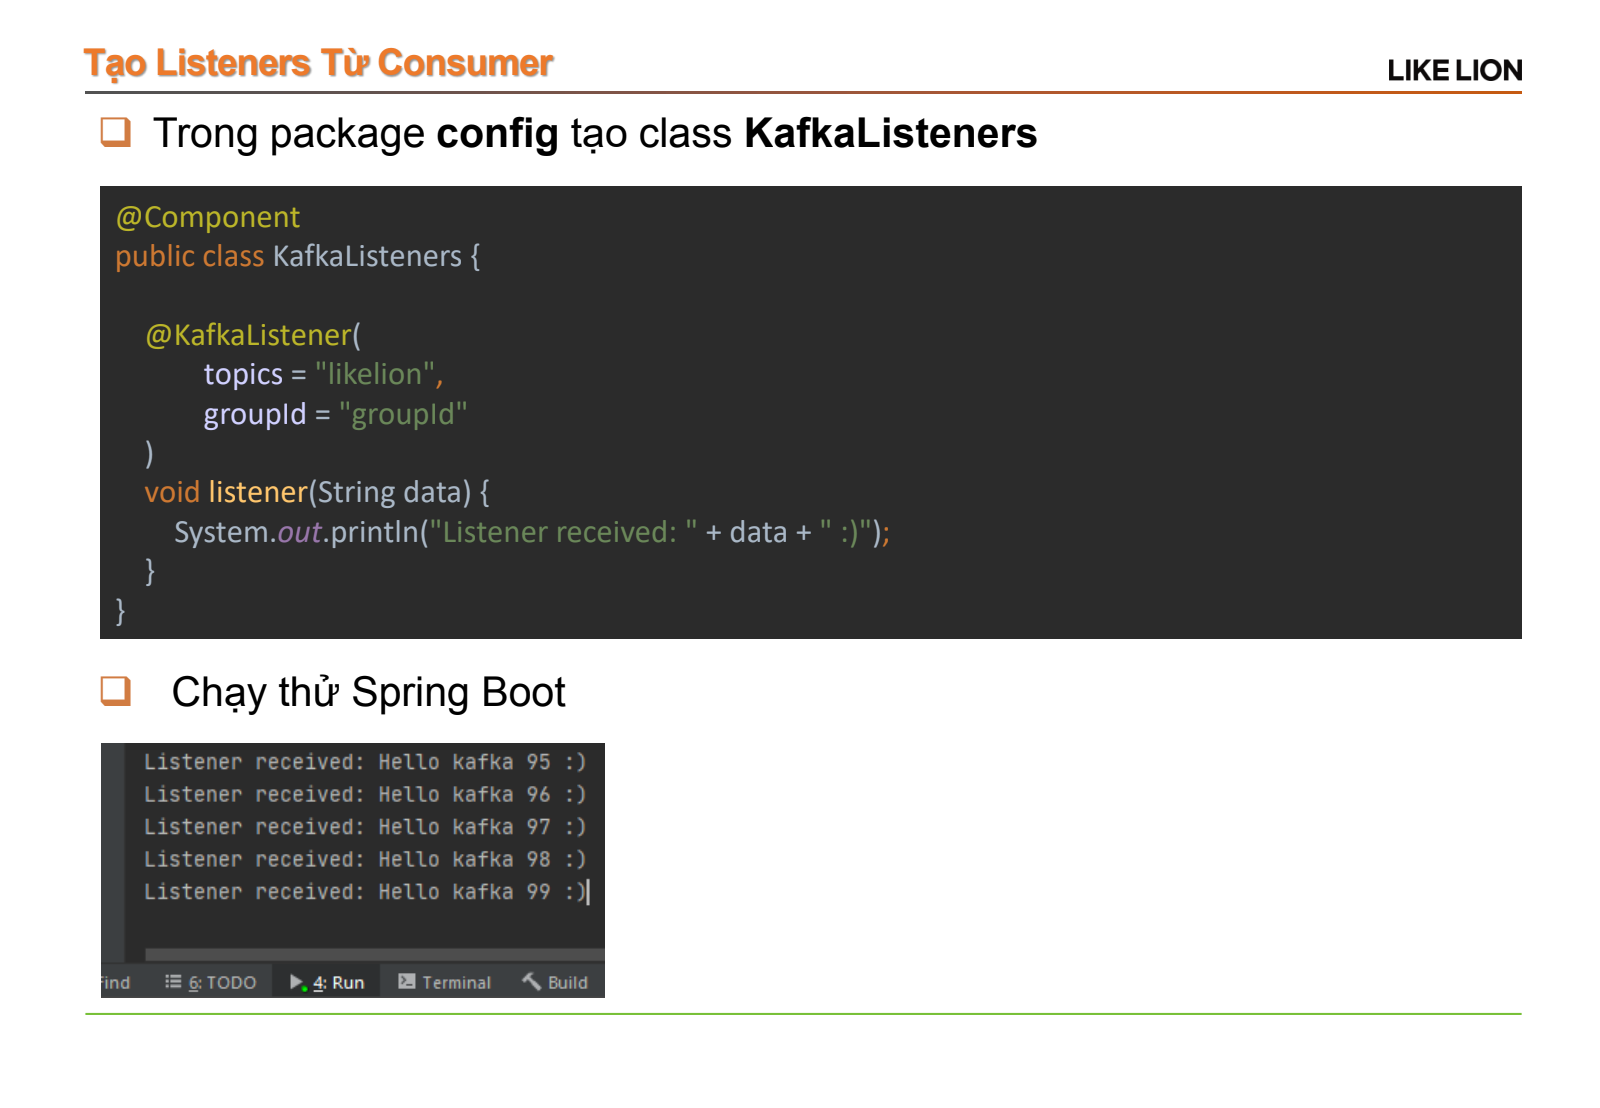 Tạo Listeners Từ Consumer
LIKE LION
Trong package config tạo class KafkaListeners
@Component
public class KafkaListeners {
@KafkaListener(
topics = "likelion",
groupId = "groupId"
)
void listener(String data) {
System.out.println("Listener received: " + data + " :)");
}
}
Chạy thử Spring Boot
Listener received: Hello kafka 95 :)
Listener received: Hello kafka 96 :)
Listener received: Hello kafka 97 :)
Listener received: Hello kafka 98 :)
Listener received: Hello kafka 99 :)
Find 6: TODO 4: Run Terminal Build